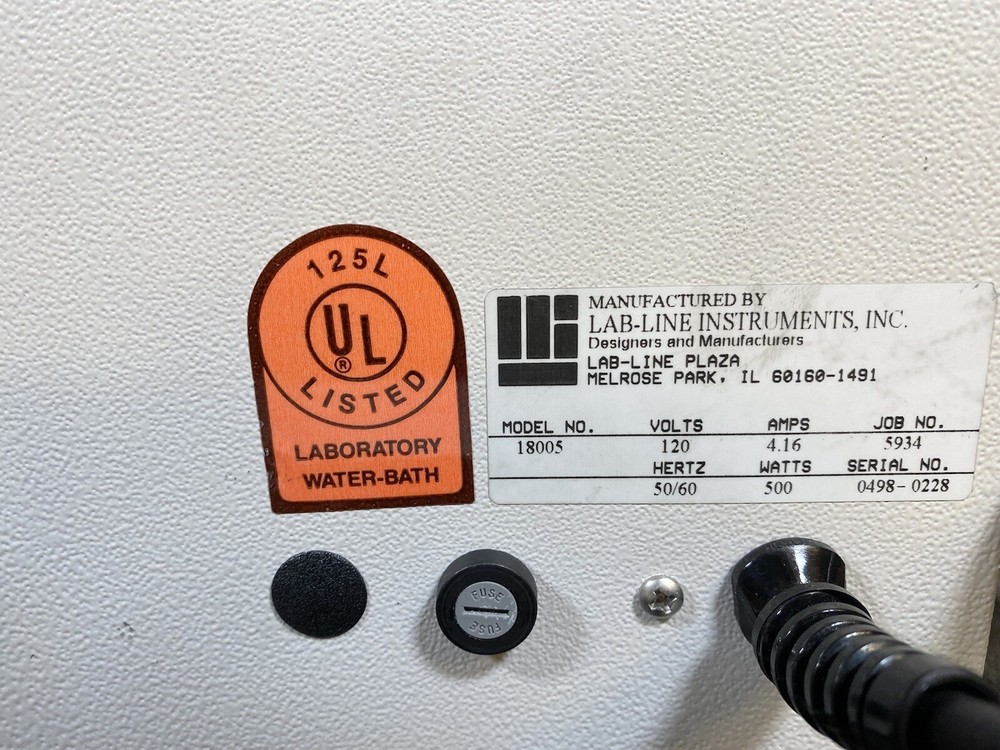 125L
UL
®
LISTED
LABORATORY
WATER-BATH
MANUFACTURED BY
LAB-LINE INSTRUMENTS, INC.
Designers and Manufacturers
LAB-LINE PLAZA
MELROSE PARK, IL 60160-1491
MODEL NO. VOLTS AMPS JOB NO.
18005 120 4.16 5934
HERTZ WATTS SERIAL NO.
50/60 500 0498-0228
FUSE
FUSE